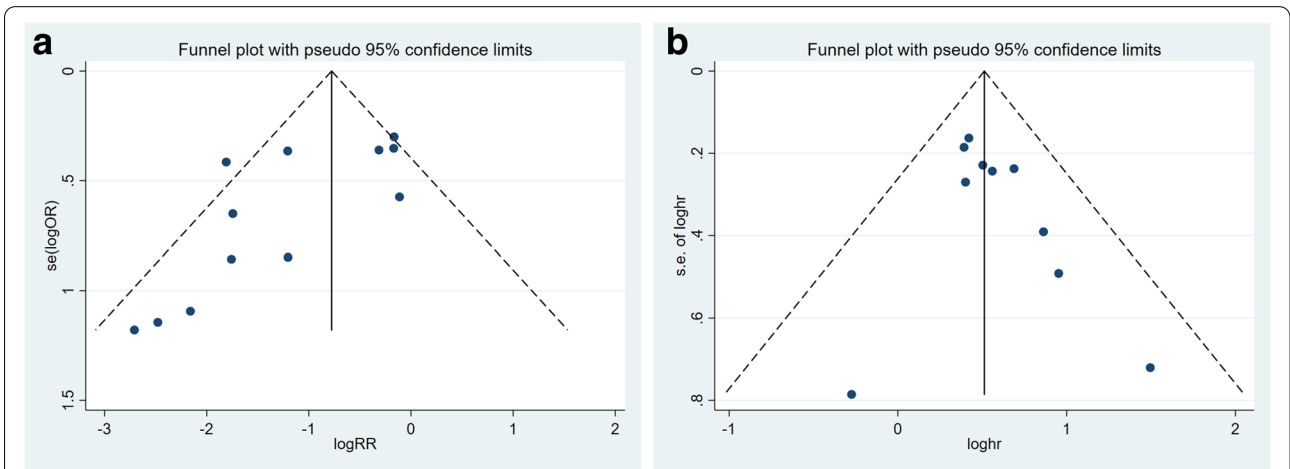 a
Funnel plot with pseudo 95% confidence limits
0
.5
1
1.5
se(logOR)
-3 -2 -1 0 1 2
logRR
b
Funnel plot with pseudo 95% confidence limits
0
.2
.4
.6
.8
s.e. of loghr
-1 0 1 2
loghr